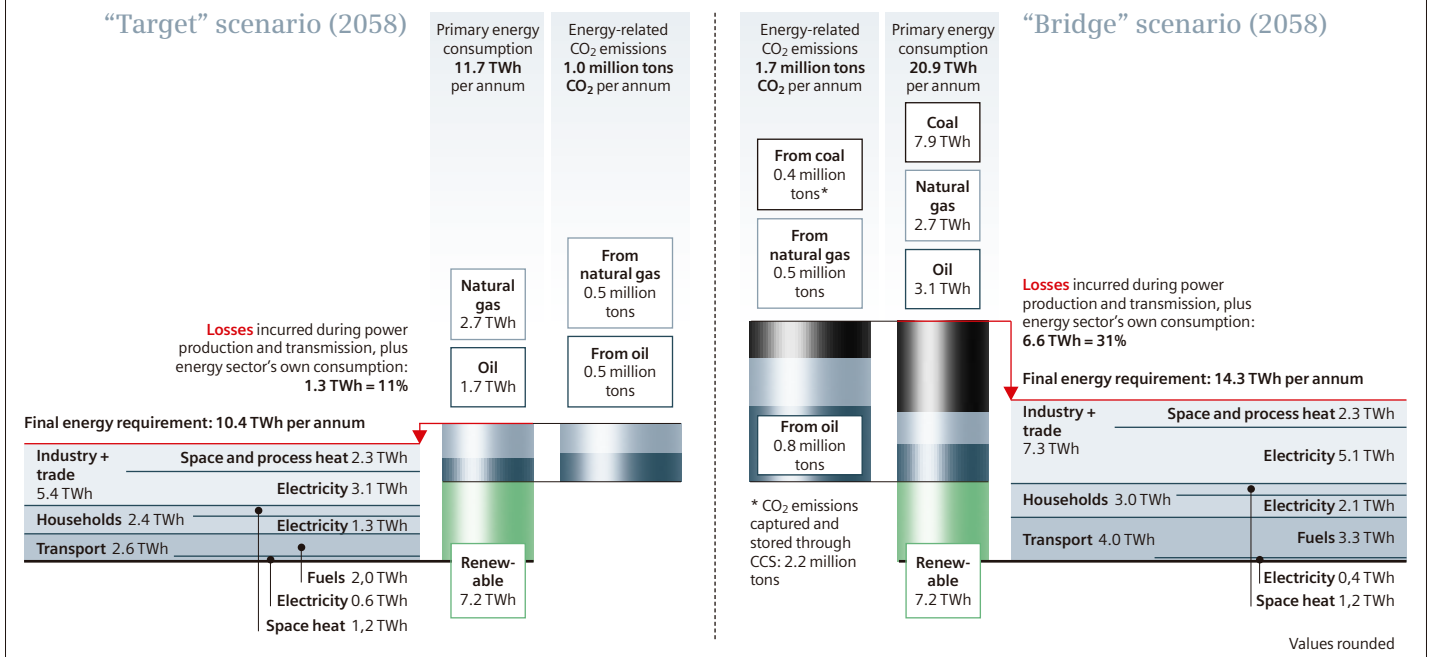 “Target” scenario (2058)
Primary energy
consumption
11.7 TWh
per annum
Energy-related
CO2 emissions
1.0 million tons
CO2 per annum
Natural
gas
2.7 TWh
Oil
1.7 TWh
From
natural gas
0.5 million
tons
From oil
0.5 million
tons
Losses incurred during power
production and transmission, plus
energy sector’s own consumption:
1.3 TWh = 11%
Final energy requirement: 10.4 TWh per annum
Industry +
trade
5.4 TWh
Space and process heat 2.3 TWh
Electricity 3.1 TWh
Households 2.4 TWh
Electricity 1.3 TWh
Transport 2.6 TWh
Fuels 2,0 TWh
Electricity 0.6 TWh
Space heat 1,2 TWh
Renew-
able
7.2 TWh
“Bridge” scenario (2058)
Energy-related
CO2 emissions
1.7 million tons
CO2 per annum
Primary energy
consumption
20.9 TWh
per annum
From coal
0.4 million
tons*
From
natural gas
0.5 million
tons
From oil
0.8 million
tons
* CO2 emissions
captured and
stored through
CCS: 2.2 million
tons
Coal
7.9 TWh
Natural
gas
2.7 TWh
Oil
3.1 TWh
Renew-
able
7.2 TWh
Losses incurred during power
production and transmission, plus
energy sector’s own consumption:
6.6 TWh = 31%
Final energy requirement: 14.3 TWh per annum
Industry +
trade
7.3 TWh
Space and process heat 2.3 TWh
Electricity 5.1 TWh
Households 3.0 TWh
Electricity 2.1 TWh
Transport 4.0 TWh
Fuels 3.3 TWh
Electricity 0,4 TWh
Space heat 1,2 TWh
Values rounded